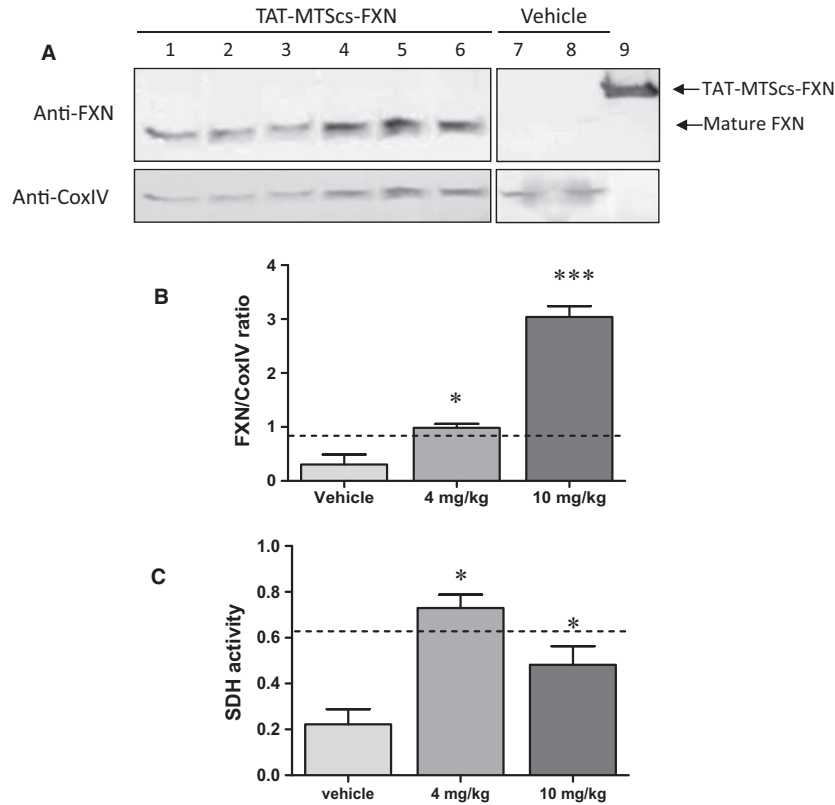 TAT-MTScs-FXN Vehicle
A 1 2 3 4 5 6 7 8 9
Anti-FXN
TAT-MTScs-FXN
Mature FXN
Anti-CoxIV
B
FXN/CoxIV ratio
4
3
2
1
0
*
***
Vehicle 4 mg/kg 10 mg/kg
C
SDH activity
1.0
0.8
0.6
0.4
0.2
0.0
*
*
vehicle 4 mg/kg 10 mg/kg